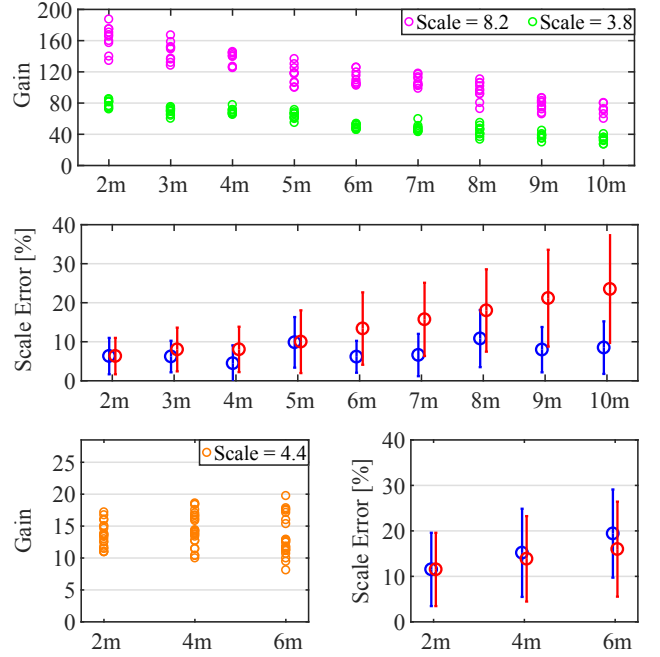 Gain
200
160
120
80
40
0
Scale = 8.2
Scale = 3.8
2m 3m 4m 5m 6m 7m 8m 9m 10m
Scale Error [%]
40
30
20
10
0
2m 3m 4m 5m 6m 7m 8m 9m 10m
Gain
25
20
15
10
5
0
Scale = 4.4
2m 4m 6m
Scale Error [%]
40
30
20
10
0
2m 4m 6m